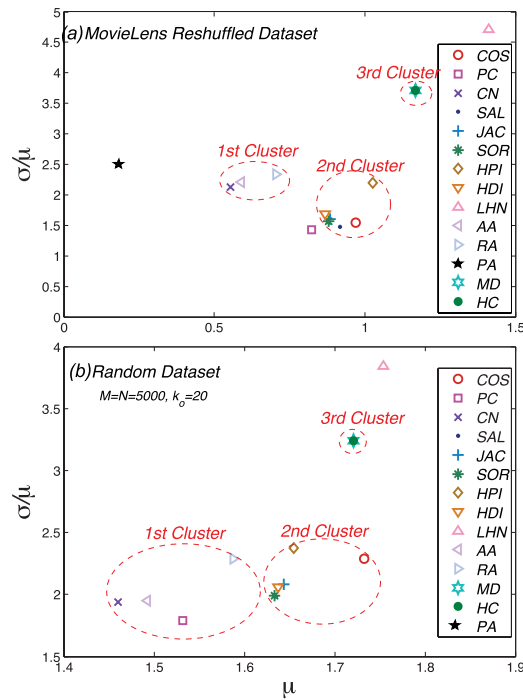 (a) MovieLens Reshuffled Dataset
5
4.5
4
3.5
3
2.5
2
1.5
1
0.5
0
σ/μ
3rd Cluster
1st Cluster
2nd Cluster
COS
PC
CN
SAL
JAC
SOR
HPI
HDI
LHN
AA
RA
PA
MD
HC
0
0.5
1
1.5
(b) Random Dataset
M=N=5000, k_o=20
4
3.5
3
2.5
2
1.5
σ/μ
3rd Cluster
1st Cluster
2nd Cluster
COS
PC
CN
SAL
JAC
SOR
HPI
HDI
LHN
AA
RA
MD
HC
PA
1.4
1.5
1.6
1.7
1.8
1.9
μ